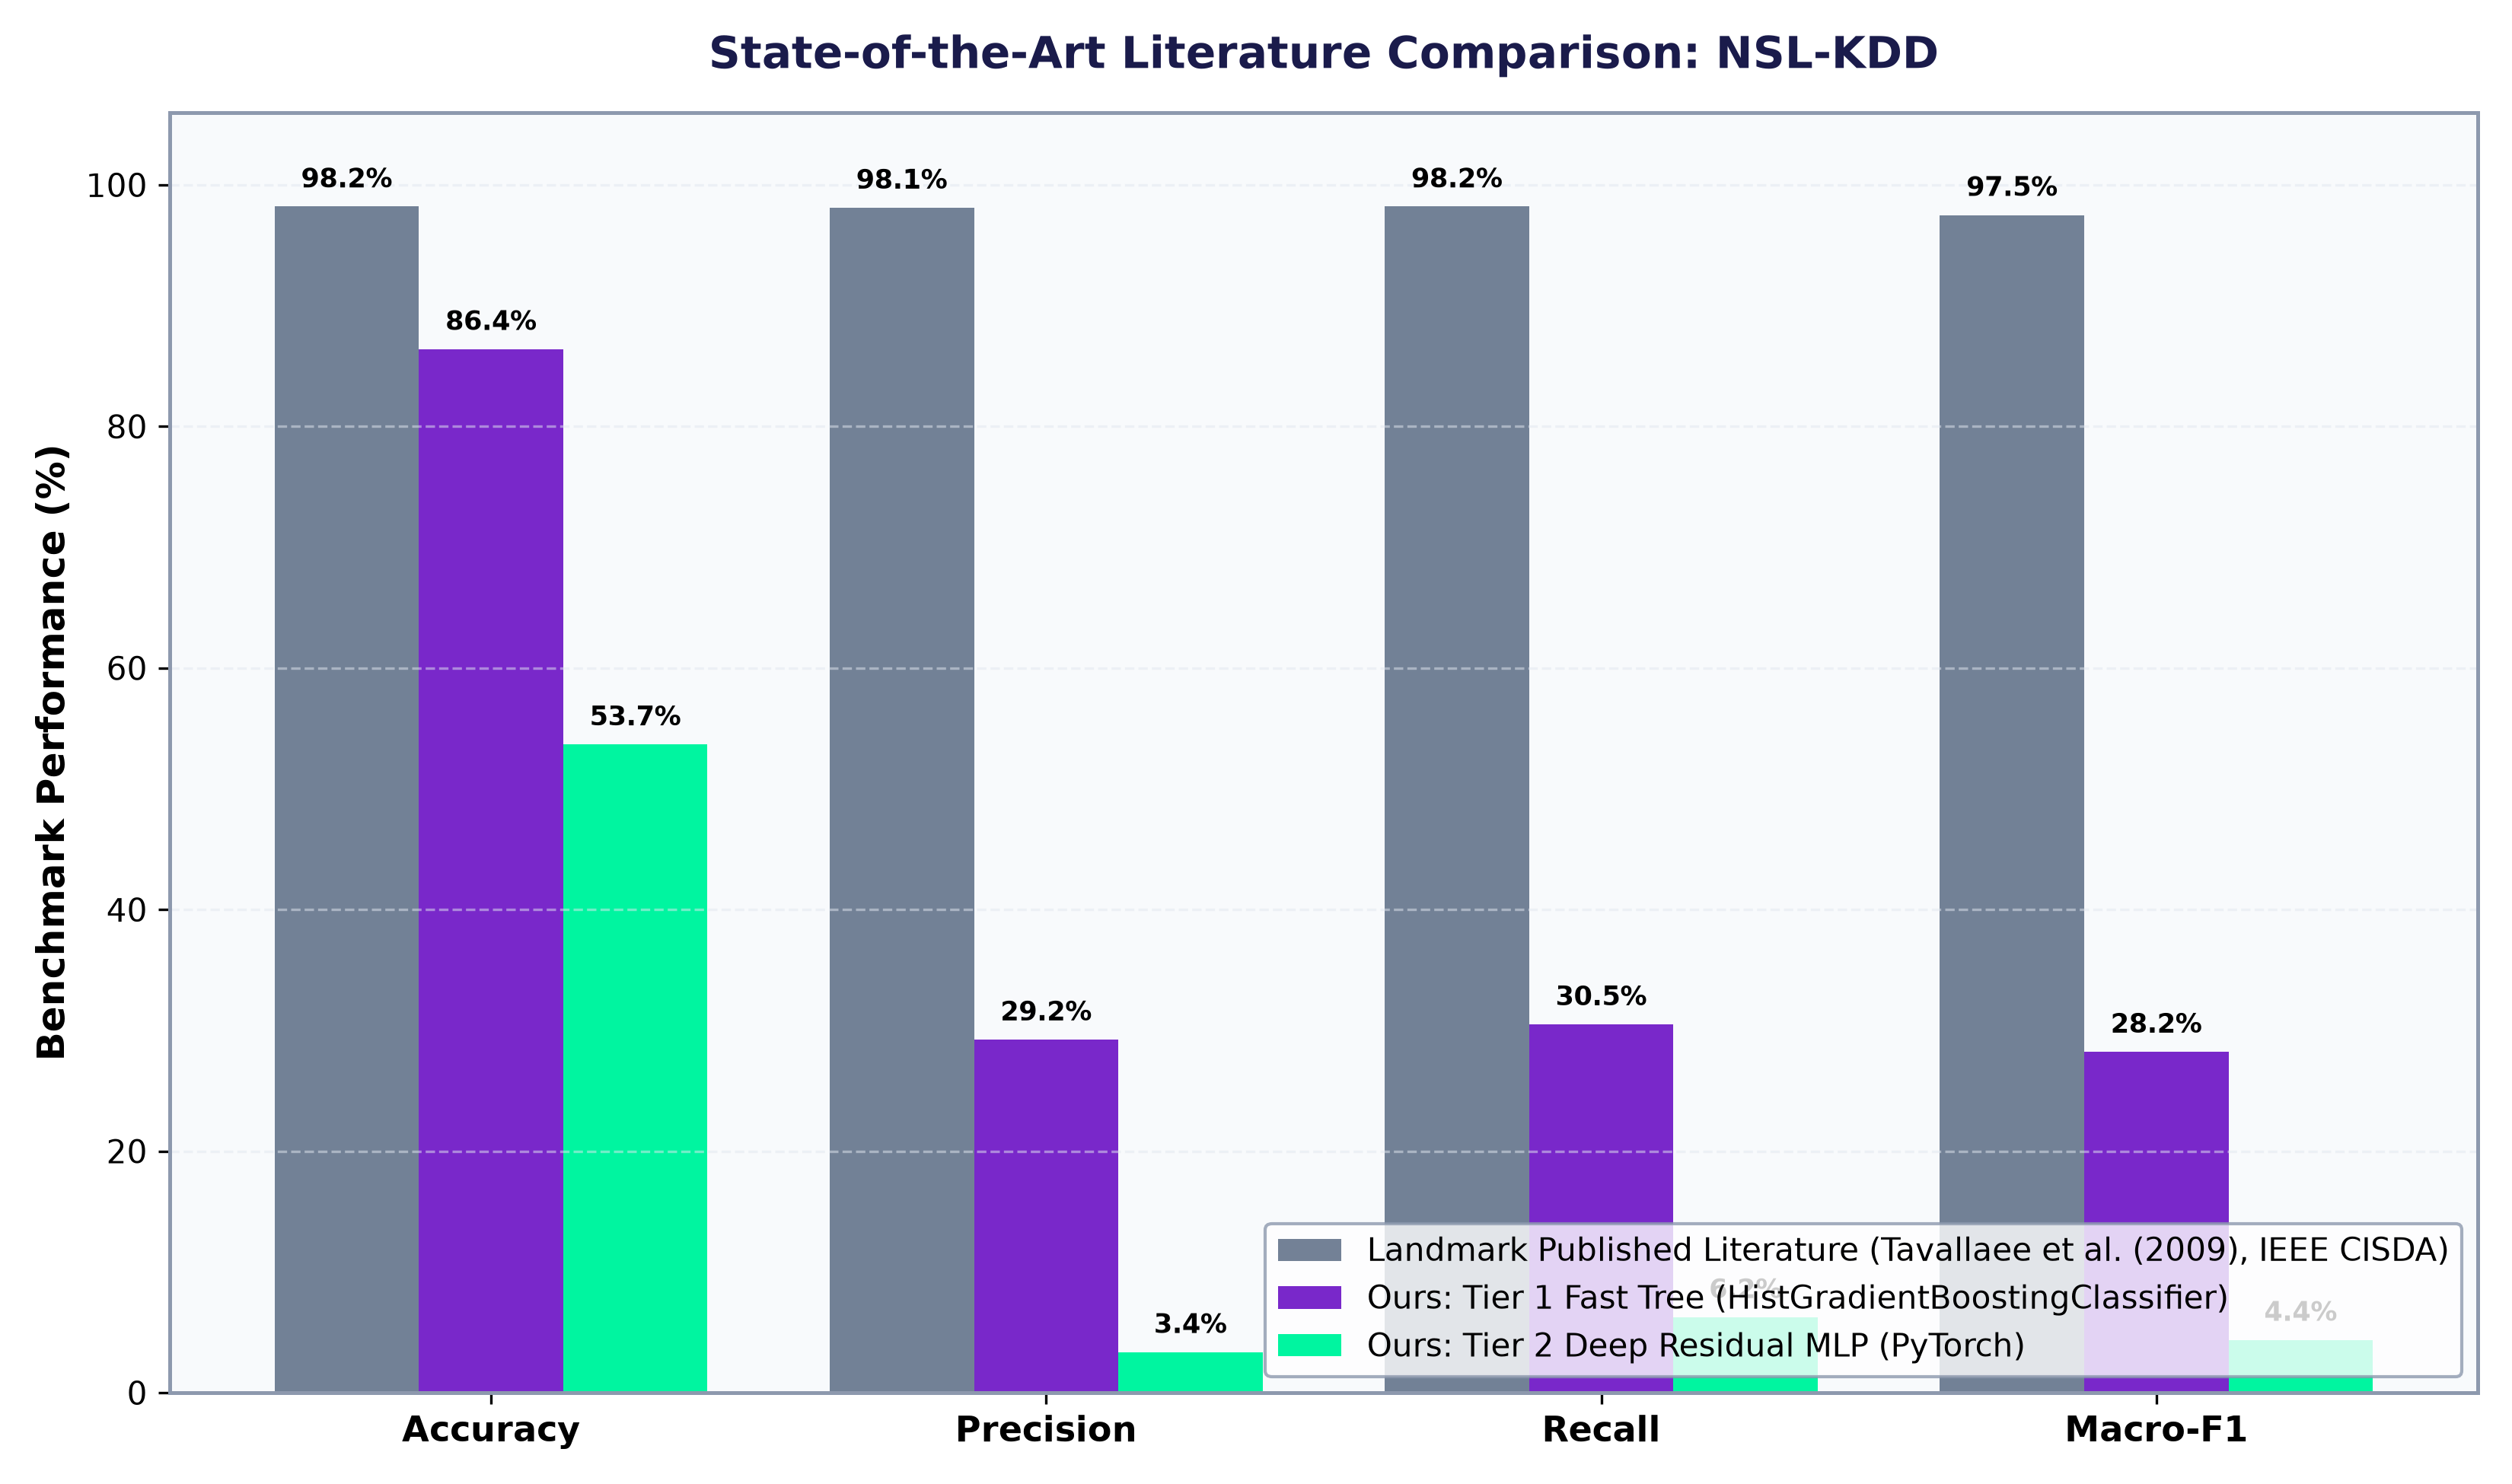 State-of-the-Art Literature Comparison: NSL-KDD
Benchmark Performance (%)
100
80
60
40
20
0
98.2%
86.4%
53.7%
98.1%
29.2%
3.4%
98.2%
30.5%
6.2%
97.5%
28.2%
4.4%
Landmark Published Literature (Tavallaee et al. (2009), IEEE CISDA)
Ours: Tier 1 Fast Tree (HistGradientBoostingClassifier)
Ours: Tier 2 Deep Residual MLP (PyTorch)
Accuracy
Precision
Recall
Macro-F1